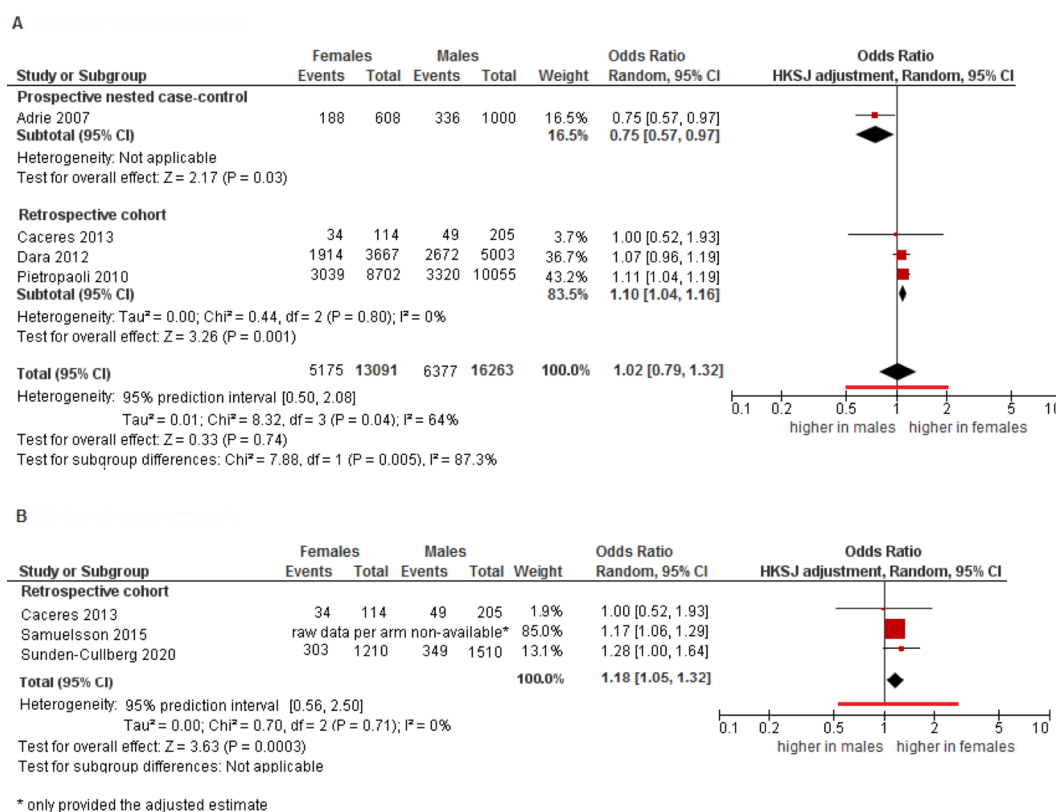 A
Females Males Odds Ratio Odds Ratio
Study or Subgroup Events Total Events Total Weight Random, 95% CI HKSJ adjustment, Random, 95% CI
Prospective nested case-control
Adrie 2007 188 608 336 1000 16.5% 0.75 [0.57, 0.97]
Subtotal (95% CI) 16.5% 0.75 [0.57, 0.97]
Heterogeneity: Not applicable
Test for overall effect: Z = 2.17 (P = 0.03)
Retrospective cohort
Caceres 2013 34 114 49 205 3.7% 1.00 [0.52, 1.93]
Dara 2012 1914 3667 2672 5003 36.7% 1.07 [0.96, 1.19]
Pietropaoli 2010 3039 8702 3320 10055 43.2% 1.11 [1.04, 1.19]
Subtotal (95% CI) 83.5% 1.10 [1.04, 1.16]
Heterogeneity: Tau² = 0.00; Chi² = 0.44, df = 2 (P = 0.80); I² = 0%
Test for overall effect: Z = 3.26 (P = 0.001)
Total (95% CI) 5175 13091 6377 16263 100.0% 1.02 [0.79, 1.32]
Heterogeneity: 95% prediction interval [0.50, 2.08]
Tau² = 0.01; Chi² = 8.32, df = 3 (P = 0.04); I² = 64%
Test for overall effect: Z = 0.33 (P = 0.74)
Test for subgroup differences: Chi² = 7.88, df = 1 (P = 0.005), I² = 87.3%
0.1 0.2 0.5 1 2 5 10
higher in males higher in females
B
Females Males Odds Ratio Odds Ratio
Study or Subgroup Events Total Events Total Weight Random, 95% CI HKSJ adjustment, Random, 95% CI
Retrospective cohort
Caceres 2013 34 114 49 205 1.9% 1.00 [0.52, 1.93]
Samuelsson 2015 raw data per arm non-available* 85.0% 1.17 [1.06, 1.29]
Sunden-Cullberg 2020 303 1210 349 1510 13.1% 1.28 [1.00, 1.64]
Total (95% CI) 100.0% 1.18 [1.05, 1.32]
Heterogeneity: 95% prediction interval [0.56, 2.50]
Tau² = 0.00; Chi² = 0.70, df = 2 (P = 0.71); I² = 0%
Test for overall effect: Z = 3.63 (P = 0.0003)
Test for subgroup differences: Not applicable
0.1 0.2 0.5 1 2 5 10
higher in males higher in females
* only provided the adjusted estimate